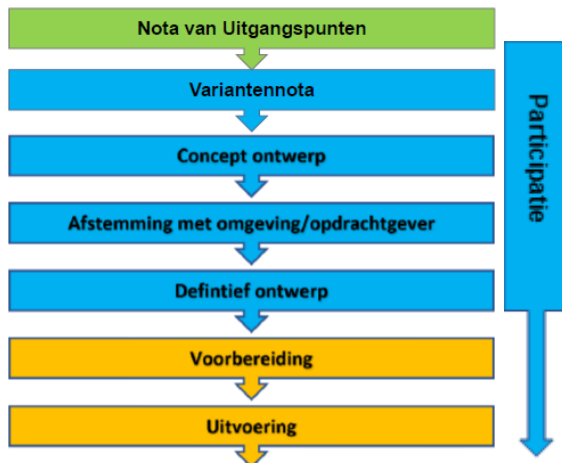 Nota van Uitgangspunten
Variantennota
Concept ontwerp
Afstemming met omgeving/opdrachtgever
Defintief ontwerp
Voorbereiding
Uitvoering
Participatie